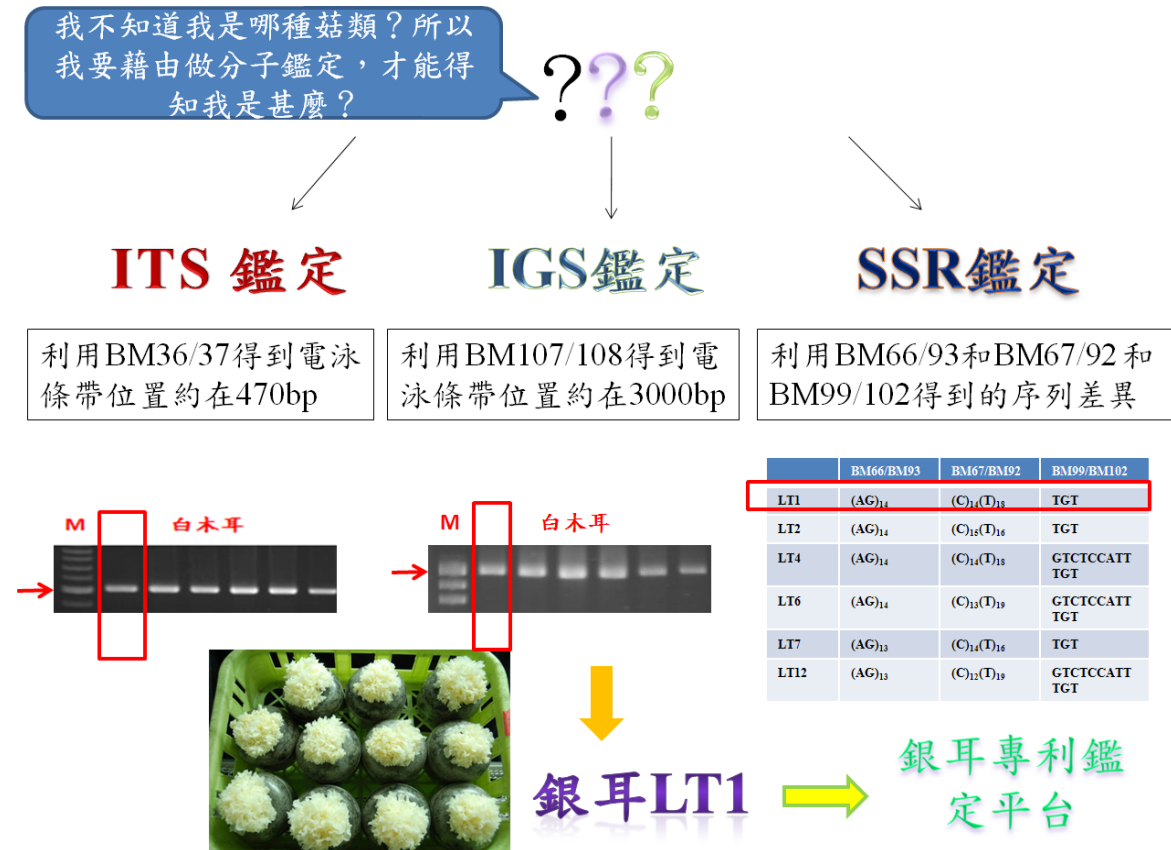 我不知道我是哪種菇類？所以
我要藉由做分子鑑定，才能得
知我是甚麼？
???
ITS 鑑定
IGS鑑定
SSR鑑定
利用BM36/37得到電泳
條帶位置約在470bp
利用BM107/108得到電
泳條帶位置約在3000bp
利用BM66/93和BM67/92和
BM99/102得到的序列差異
M 白木耳
M 白木耳
BM66/BM93 BM67/BM92 BM99/BM102
LT1 (AG)₁₄ (C)₁₄(T)₁₈ TGT
LT2 (AG)₁₄ (C)₁₅(T)₁₆ TGT
LT4 (AG)₁₄ (C)₁₄(T)₁₈ GTCTCCATT
TGT
LT6 (AG)₁₄ (C)₁₃(T)₁₉ GTCTCCATT
TGT
LT7 (AG)₁₃ (C)₁₄(T)₁₆ TGT
LT12 (AG)₁₃ (C)₁₂(T)₁₉ GTCTCCATT
TGT
銀耳LT1
銀耳專利鑑
定平台